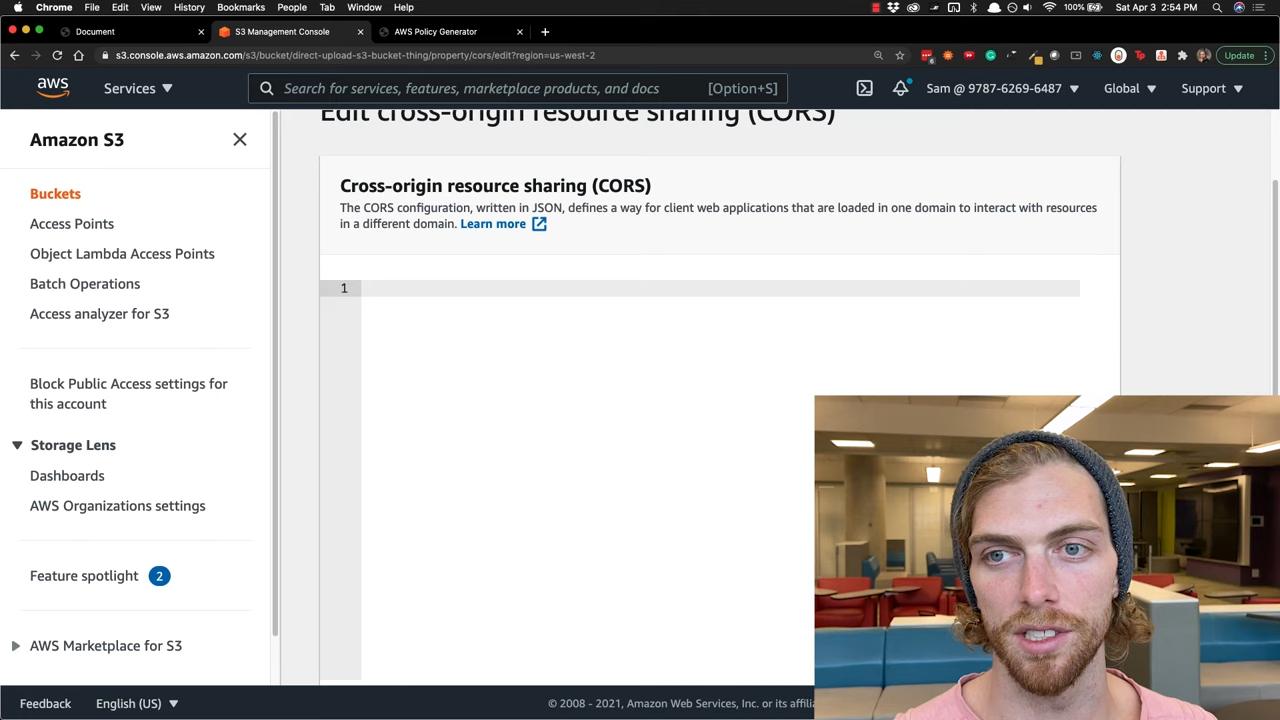 Chrome File Edit View History Bookmarks People Tab Window Help 100% Sat Apr 3 2:54 PM
Document S3 Management Console AWS Policy Generator
s3.console.aws.amazon.com/s3/bucket/direct-upload-s3-bucket-thing/property/cors/edit?region=us-west-2 Update
aws Services Search for services, features, marketplace products, and docs [Option+S] Sam @ 9787-6269-6487 Global Support
Amazon S3
Buckets
Access Points
Object Lambda Access Points
Batch Operations
Access analyzer for S3
Block Public Access settings for
this account
Storage Lens
Dashboards
AWS Organizations settings
Feature spotlight 2
AWS Marketplace for S3
Edit cross-origin resource sharing (CORS)
Cross-origin resource sharing (CORS)
The CORS configuration, written in JSON, defines a way for client web applications that are loaded in one domain to interact with resources
in a different domain. Learn more
1
Feedback English (US) © 2008 - 2021, Amazon Web Services, Inc. or its affili